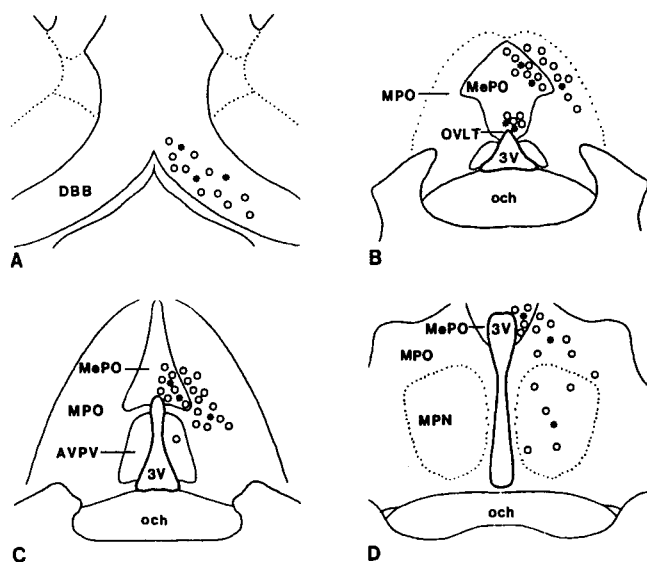 DBB
A
MPO
MePO
OVLT
3V
och
B
MePO
MPO
AVPV
3V
och
C
MePO
3V
MPO
MPN
och
D